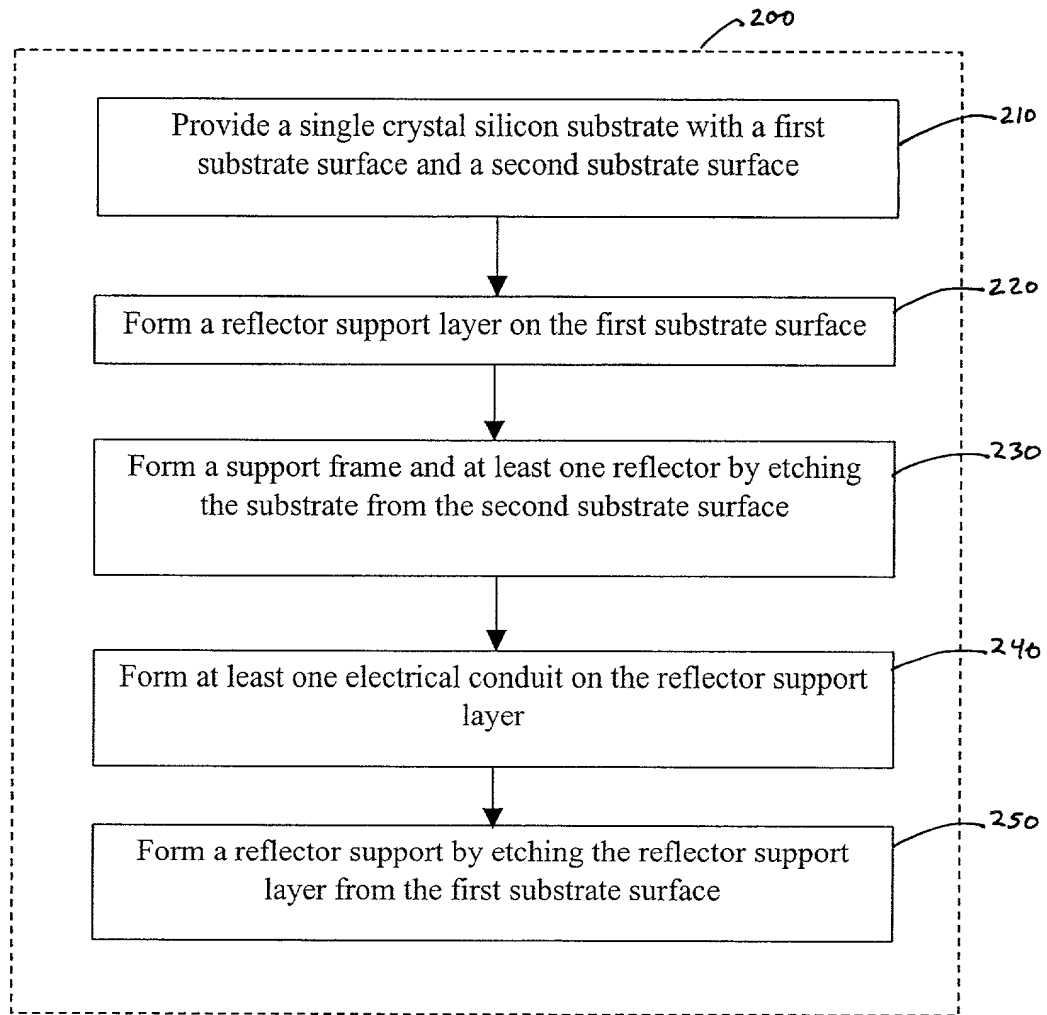 200
Provide a single crystal silicon substrate with a first
substrate surface and a second substrate surface
210
Form a reflector support layer on the first substrate surface
220
Form a support frame and at least one reflector by etching
the substrate from the second substrate surface
230
Form at least one electrical conduit on the reflector support
layer
240
Form a reflector support by etching the reflector support
layer from the first substrate surface
250